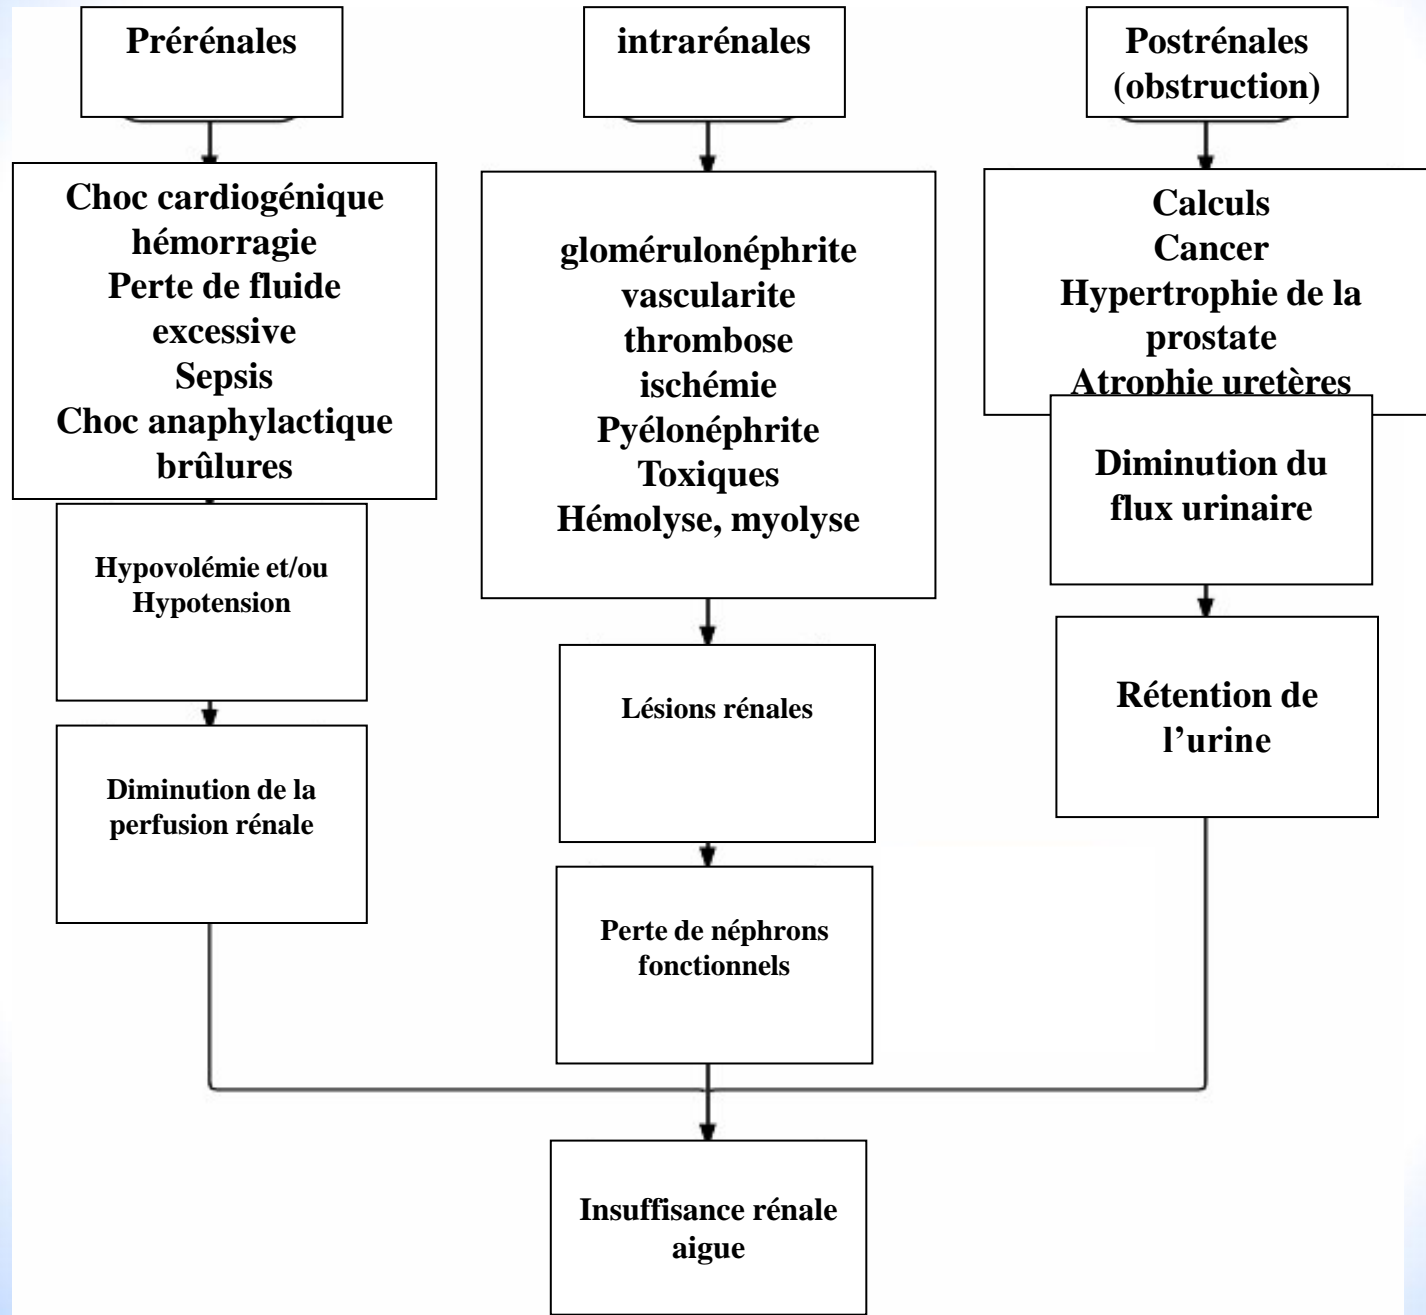 Prérénales
Choc cardiogénique
hémorragie
Perte de fluide
excessive
Sepsis
Choc anaphylactique
brûlures
Hypovolémie et/ou
Hypotension
Diminution de la
perfusion rénale
intrarénales
glomérulonéphrite
vascularite
thrombose
ischémie
Pyélonéphrite
Toxiques
Hémolyse, myolyse
Lésions rénales
Perte de néphrons
fonctionnels
Postrénales
(obstruction)
Calculs
Cancer
Hypertrophie de la
prostate
Atrophie uretères
Diminution du
flux urinaire
Rétention de
l’urine
Insuffisance rénale
aigue